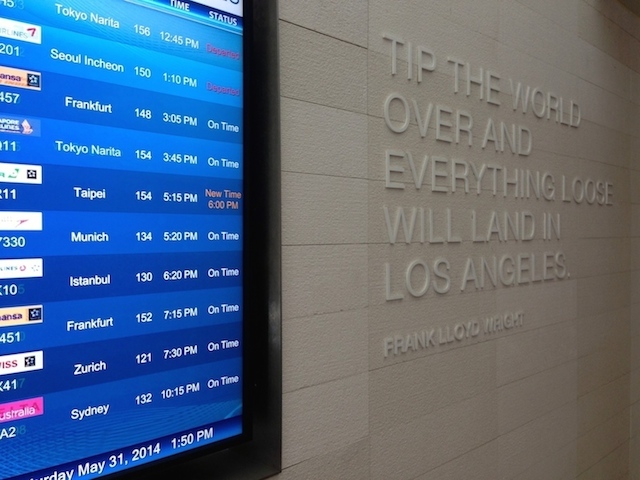 TIME STATUS
Tokyo Narita 156 12:45 PM Departed
201 Seoul Incheon 150 1:10 PM Departed
457 Frankfurt 148 3:05 PM On Time
Tokyo Narita 154 3:45 PM On Time
Taipei 154 5:15 PM New Time
6:00 PM
7330 Munich 134 5:20 PM On Time
Istanbul 130 6:20 PM On Time
Frankfurt 152 7:15 PM On Time
Zurich 121 7:30 PM On Time
Sydney 132 10:15 PM On Time
May 31, 2014 1:50 PM
TIP THE WORLD
OVER AND
EVERYTHING LOOSE
WILL LAND IN
LOS ANGELES.
FRANK LLOYD WRIGHT